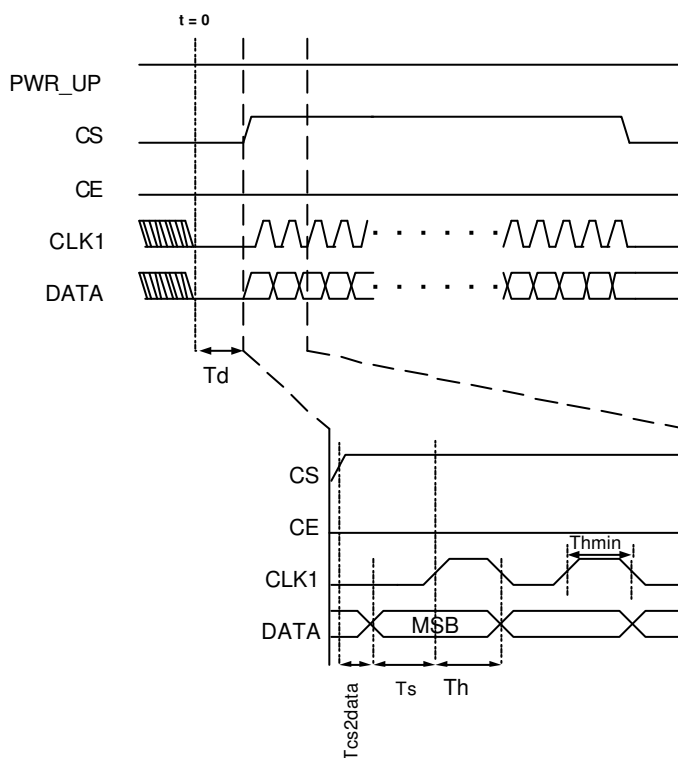 t = 0
PWR_UP
CS
CE
CLK1
DATA
Td
CS
CE
Thmin
CLK1
DATA
MSB
Tcs2data
Ts
Th